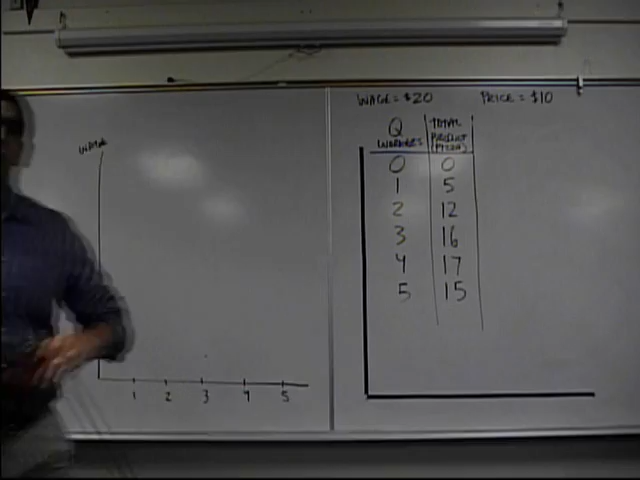 WAGE = $20 PRICE = $10
Q WORKERS TOTAL PRODUCT (PIZZAS)
0 0
1 5
2 12
3 16
4 17
5 15
WAGE
1 2 3 4 5